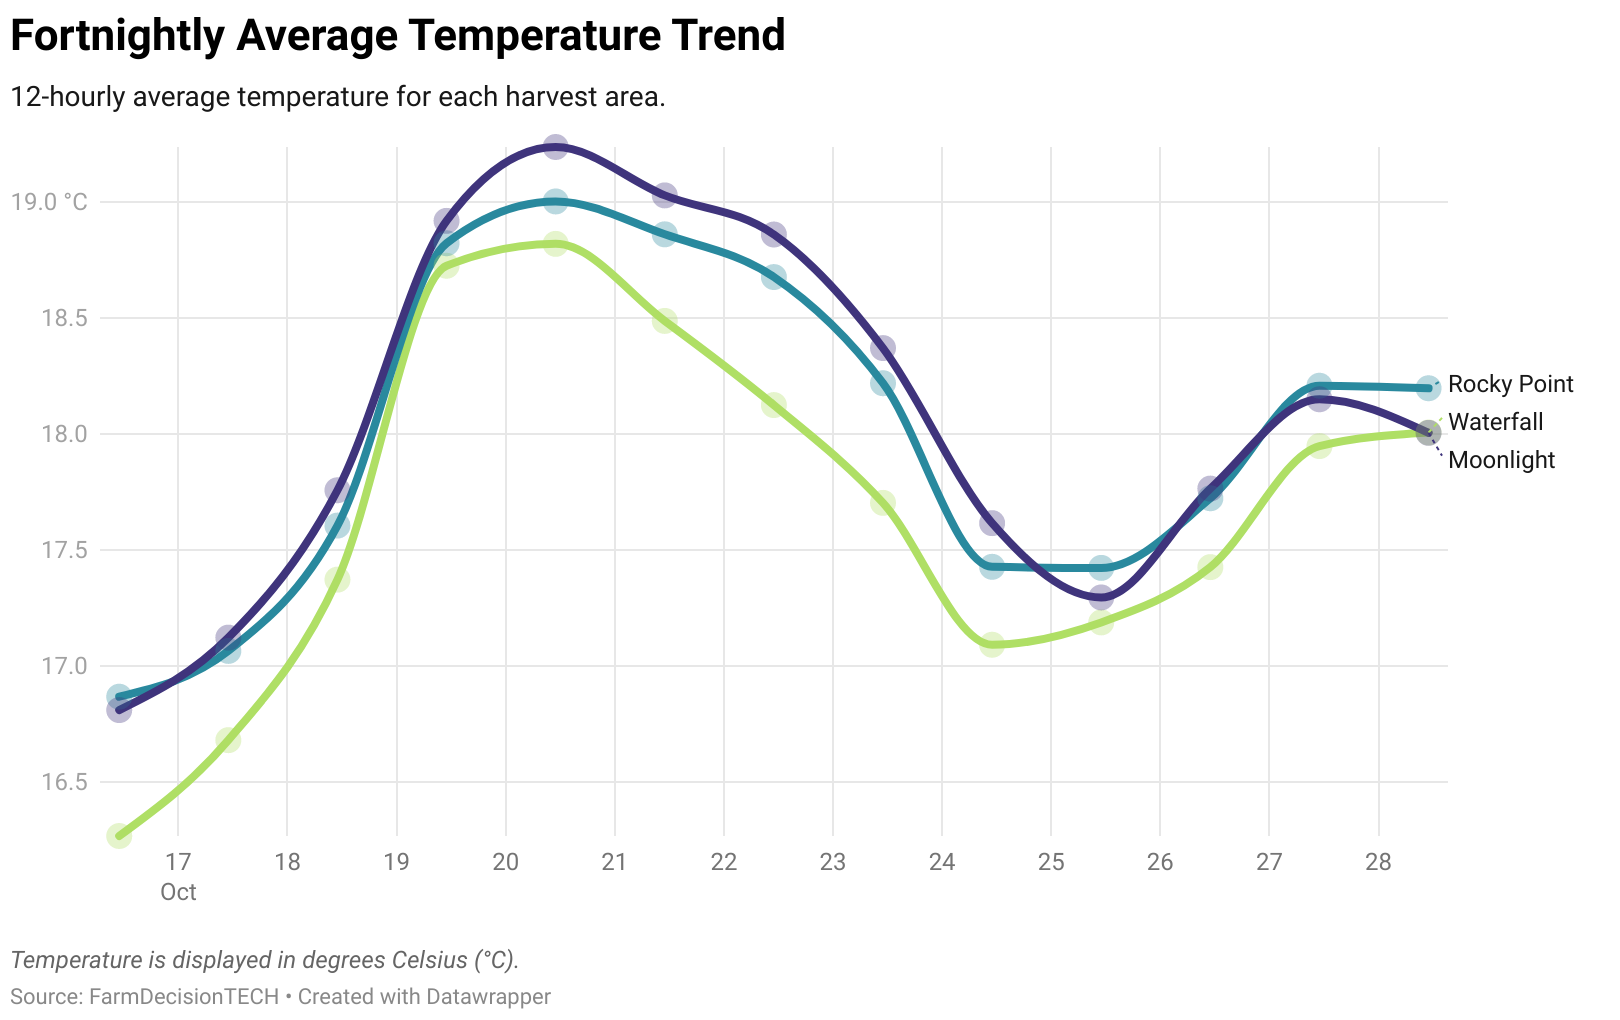 Fortnightly Average Temperature Trend
12-hourly average temperature for each harvest area.
19.0 °C
18.5
18.0
17.5
17.0
16.5
Rocky Point
Waterfall
Moonlight
17 18 19 20 21 22 23 24 25 26 27 28
Oct
Temperature is displayed in degrees Celsius (°C).
Source: FarmDecisionTECH • Created with Datawrapper